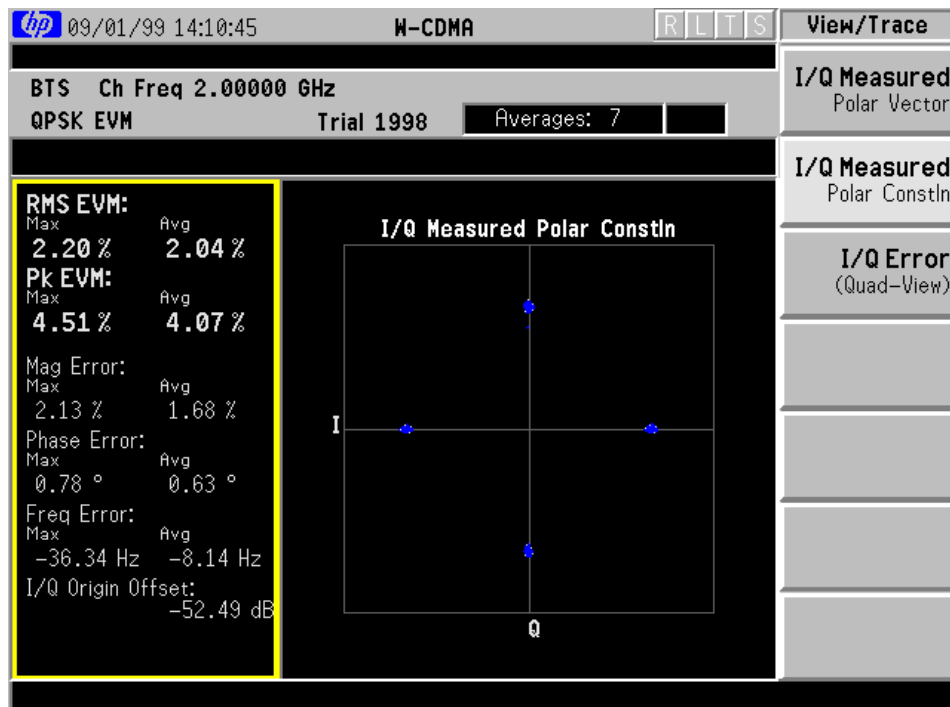 hp 09/01/99 14:10:45 W-CDMA R L T S View/Trace
BTS Ch Freq 2.00000 GHz
QPSK EVM Trial 1998 Averages: 7
I/Q Measured
Polar Vector
I/Q Measured
Polar Constln
I/Q Error
(Quad-View)
RMS EVM:
Max Avg
2.20 % 2.04 %
Pk EVM:
Max Avg
4.51 % 4.07 %
Mag Error:
Max Avg
2.13 % 1.68 %
Phase Error:
Max Avg
0.78 ° 0.63 °
Freq Error:
Max Avg
-36.34 Hz -8.14 Hz
I/Q Origin Offset:
-52.49 dB
I/Q Measured Polar Constln
I
Q